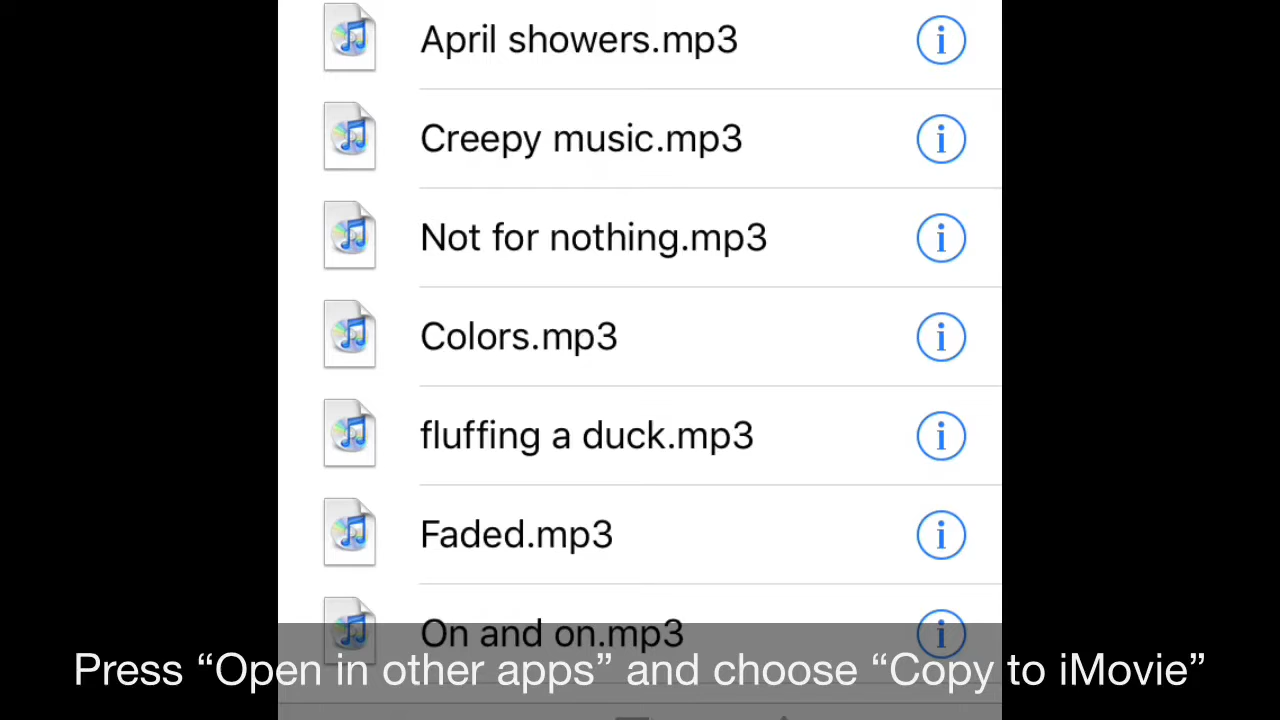 April showers.mp3
Creepy music.mp3
Not for nothing.mp3
Colors.mp3
fluffing a duck.mp3
Faded.mp3
On and on.mp3
Press “Open in other apps” and choose “Copy to iMovie”